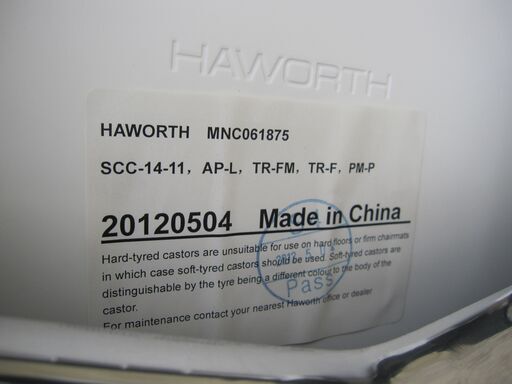 HAWORTH
HAWORTH MNC061875
SCC-14-11, AP-L, TR-FM, TR-F, PM-P
20120504 Made in China
Hard-tyred castors are unsuitable for use on hard floors or firm chairmats
in which case soft-tyred castors should be used. Soft-tyred castors are
distinguishable by the tyre being a different colour to the body of the
castor.
For maintenance contact your nearest Haworth office or dealer
2012. 5. 04
Pass